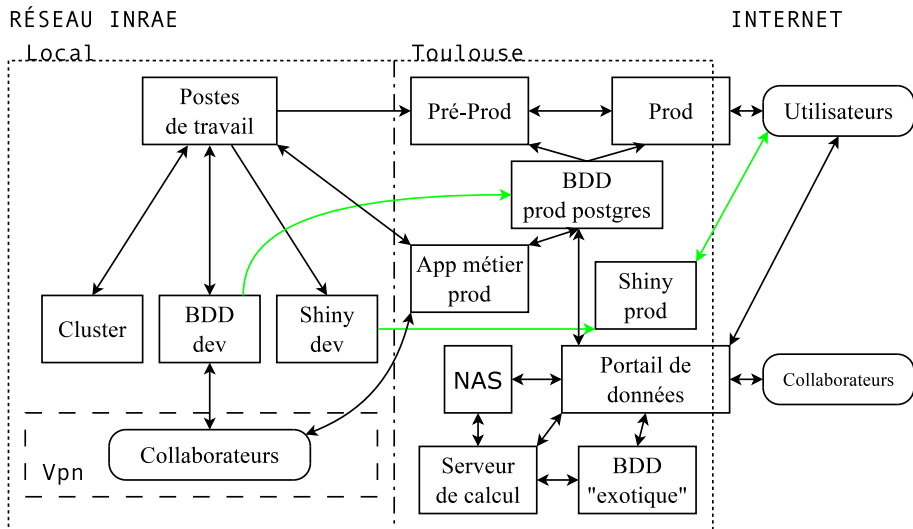 RÉSEAU INRAE
INTERNET
Local
Toulouse
Postes
de travail
Pré-Prod
Prod
Utilisateurs
BDD
prod postgres
App métier
prod
Shiny
prod
Cluster
BDD
dev
Shiny
dev
NAS
Portail de
données
Collaborateurs
Vpn
Collaborateurs
Serveur
de calcul
BDD
"exotique"